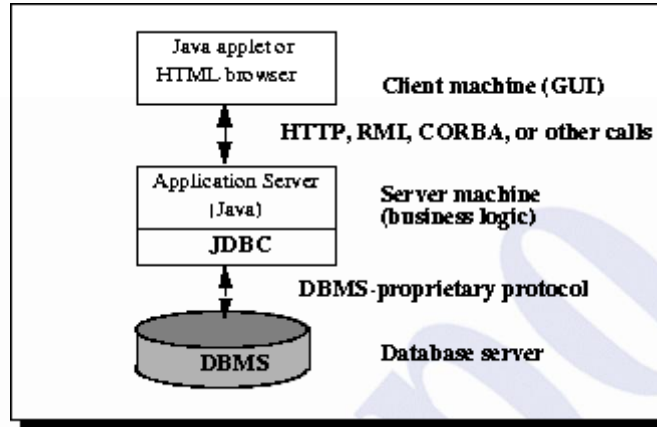 Java applet or
HTML browser
Client machine (GUI)
HTTP, RMI, CORBA, or other calls
Application Server
(Java)
JDBC
Server machine
(business logic)
DBMS-proprietary protocol
DBMS
Database server